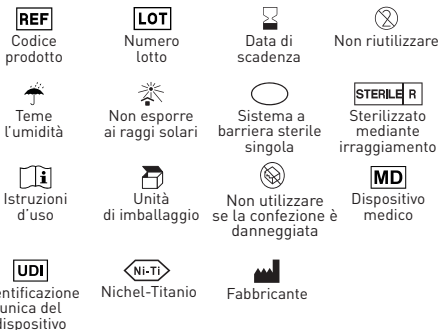 REF
Codice
prodotto
LOT
Numero
lotto
Data di
scadenza
2
Non riutilizzare
Teme
l'umidità
Non esporre
ai raggi solari
Sistema a
barriera sterile
singola
STERILE R
Sterilizzato
mediante
irraggiamento
i
Istruzioni
d'uso
Unità
di imballaggio
Non utilizzare
se la confezione è
danneggiata
MD
Dispositivo
medico
UDI
entificazione
unica del
dispositivo
Ni-Ti
Nichel-Titanio
Fabbricante